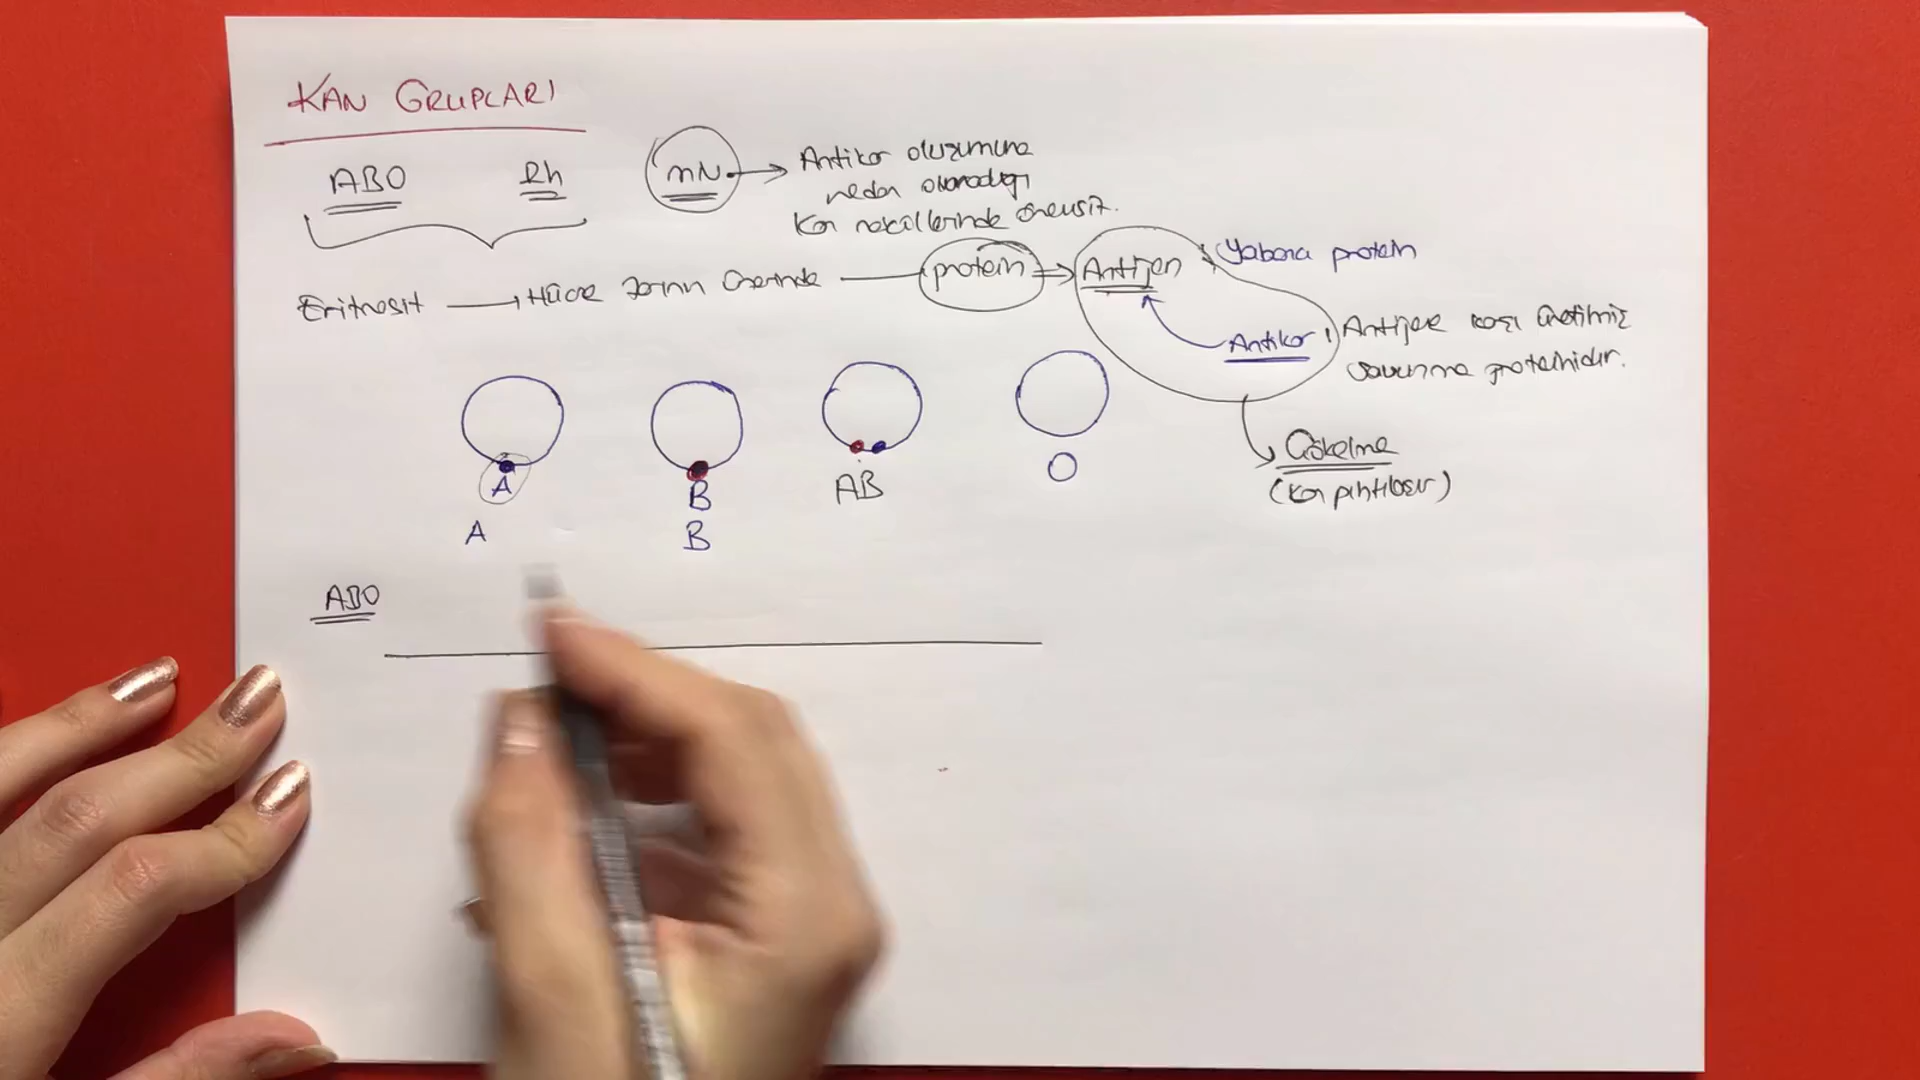 KAN GRUPLARI
ABO Rh MN → Antikor oluşumuna
neden olmadığı
Kan nakillerinde önemsiz.
Eritrosit → Hücre zarının üzerinde — protein ⇒ Antijen : Yabancı protein
Antikor : Antijene karşı üretilmiş
savunma proteinidir.
Çökelme
(Kan pıhtılaşır)
A B AB O
A B
ABO